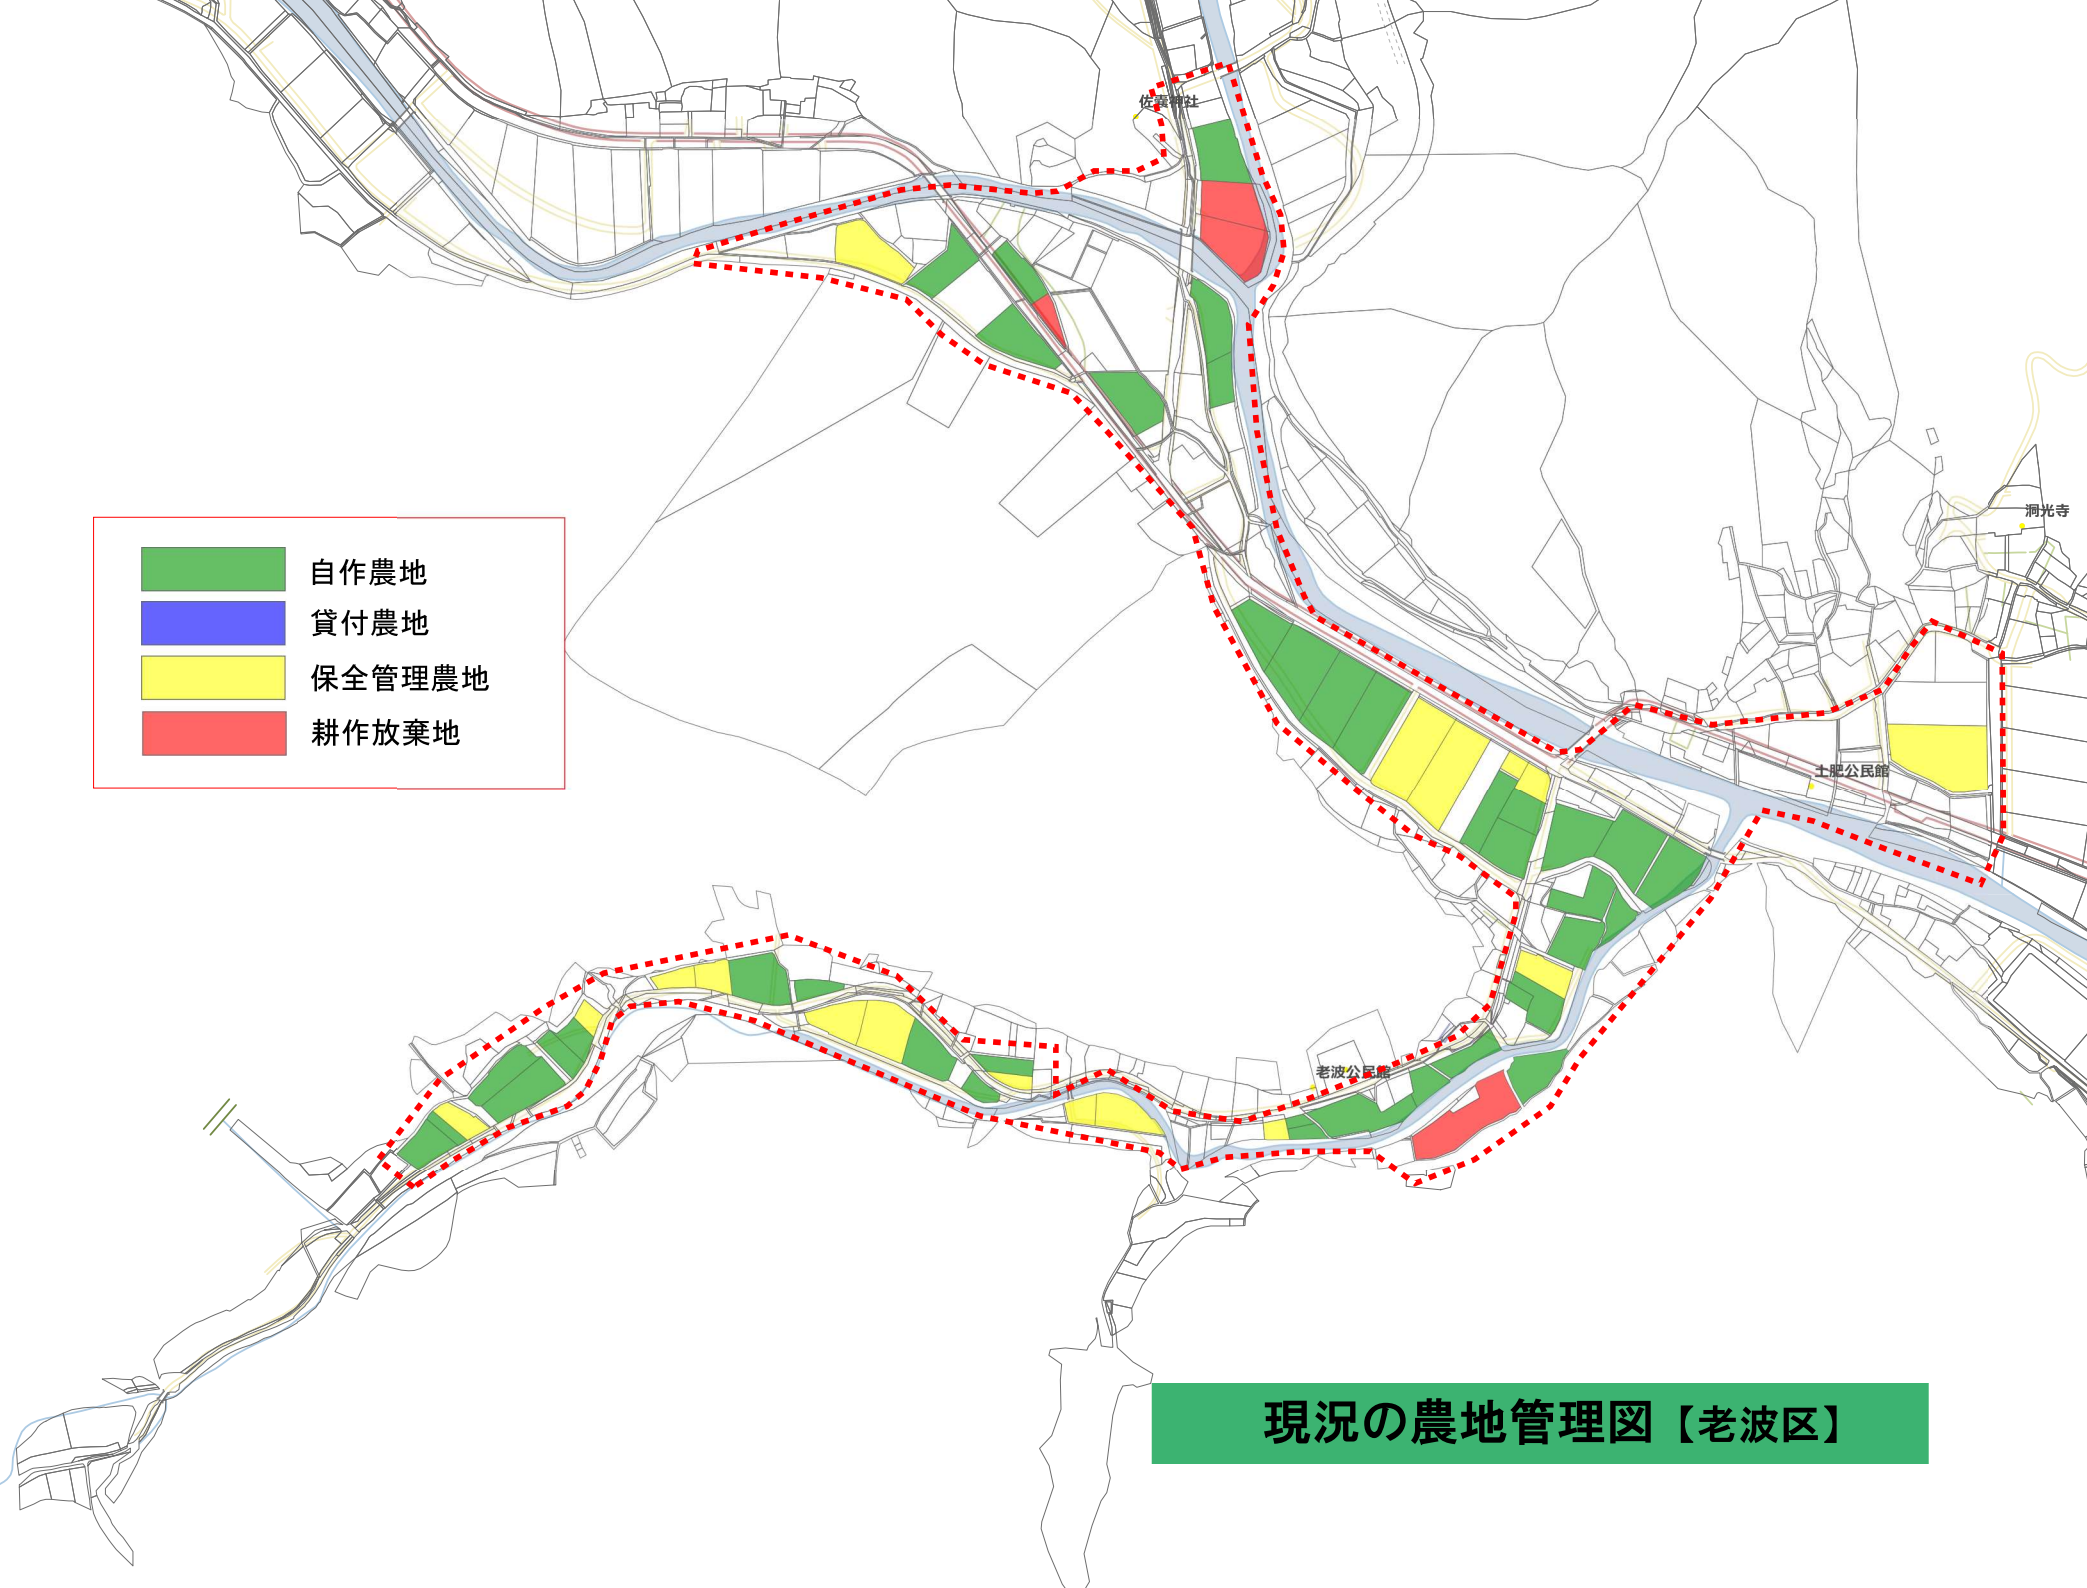 佐嚢神社
洞光寺
自作農地
貸付農地
保全管理農地
耕作放棄地
土肥公民館
老波公民館
現況の農地管理図【老波区】